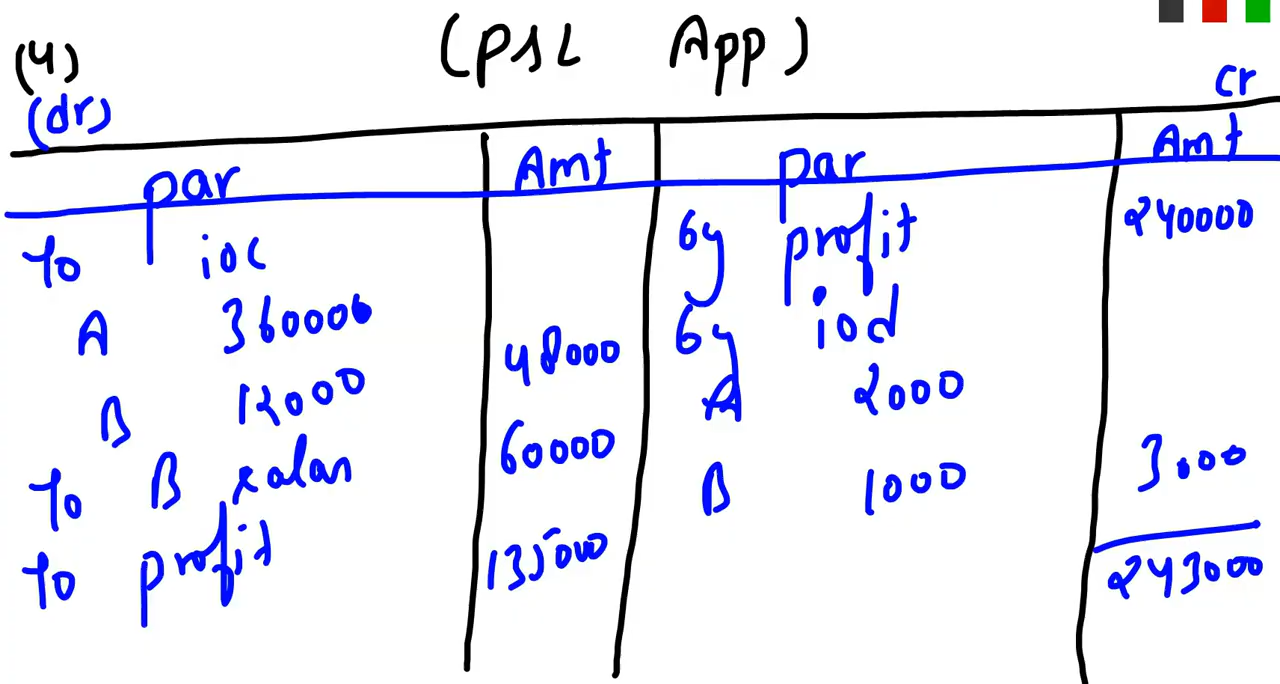 (4) (P&L App)
(dr) Cr
par Amt par Amt
To ioc By profit 240000
A 360000 By iod
B 12000 48000 A 2000
To B salary 60000 B 1000 3000
To profit 135000 243000